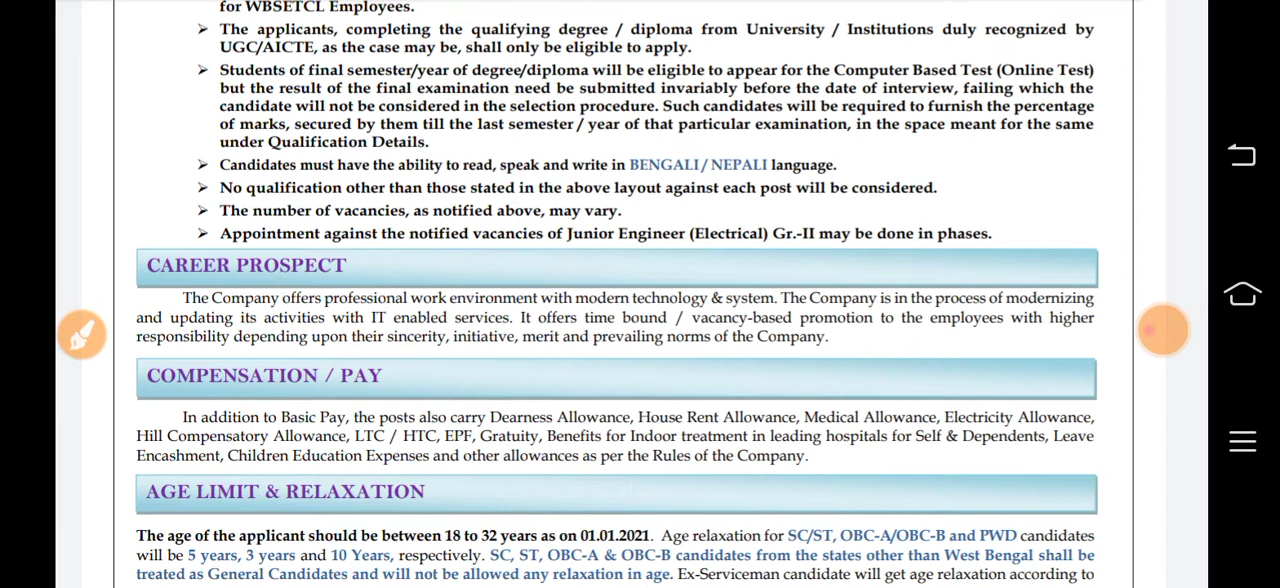 for WBSETCL Employees.
➢ The applicants, completing the qualifying degree / diploma from University / Institutions duly recognized by
UGC/AICTE, as the case may be, shall only be eligible to apply.
➢ Students of final semester/year of degree/diploma will be eligible to appear for the Computer Based Test (Online Test)
but the result of the final examination need be submitted invariably before the date of interview, failing which the
candidate will not be considered in the selection procedure. Such candidates will be required to furnish the percentage
of marks, secured by them till the last semester / year of that particular examination, in the space meant for the same
under Qualification Details.
➢ Candidates must have the ability to read, speak and write in BENGALI/ NEPALI language.
➢ No qualification other than those stated in the above layout against each post will be considered.
➢ The number of vacancies, as notified above, may vary.
➢ Appointment against the notified vacancies of Junior Engineer (Electrical) Gr.-II may be done in phases.
CAREER PROSPECT
The Company offers professional work environment with modern technology & system. The Company is in the process of modernizing
and updating its activities with IT enabled services. It offers time bound / vacancy-based promotion to the employees with higher
responsibility depending upon their sincerity, initiative, merit and prevailing norms of the Company.
COMPENSATION / PAY
In addition to Basic Pay, the posts also carry Dearness Allowance, House Rent Allowance, Medical Allowance, Electricity Allowance,
Hill Compensatory Allowance, LTC / HTC, EPF, Gratuity, Benefits for Indoor treatment in leading hospitals for Self & Dependents, Leave
Encashment, Children Education Expenses and other allowances as per the Rules of the Company.
AGE LIMIT & RELAXATION
The age of the applicant should be between 18 to 32 years as on 01.01.2021. Age relaxation for SC/ST, OBC-A/OBC-B and PWD candidates
will be 5 years, 3 years and 10 Years, respectively. SC, ST, OBC-A & OBC-B candidates from the states other than West Bengal shall be
treated as General Candidates and will not be allowed any relaxation in age. Ex-Serviceman candidate will get age relaxation according to